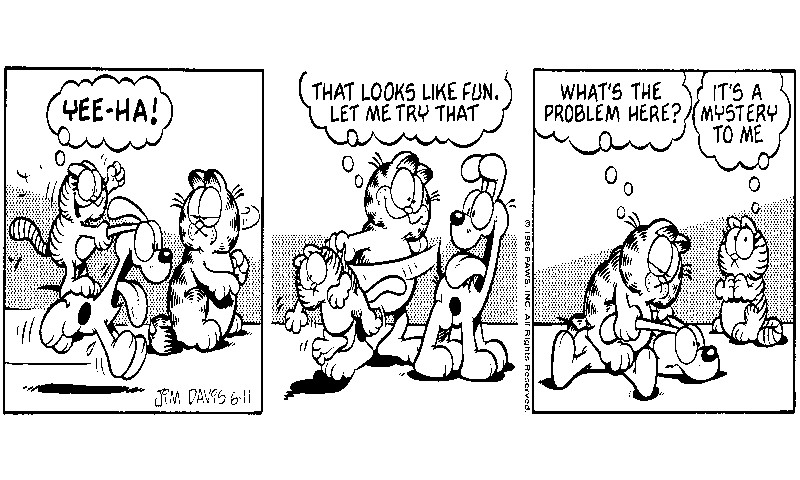 YEE-HA!
JIM DAVIS 6-11
THAT LOOKS LIKE FUN.
LET ME TRY THAT
© 1986 PAWS, INC. All Rights Reserved.
WHAT'S THE
PROBLEM HERE?
IT'S A
MYSTERY
TO ME